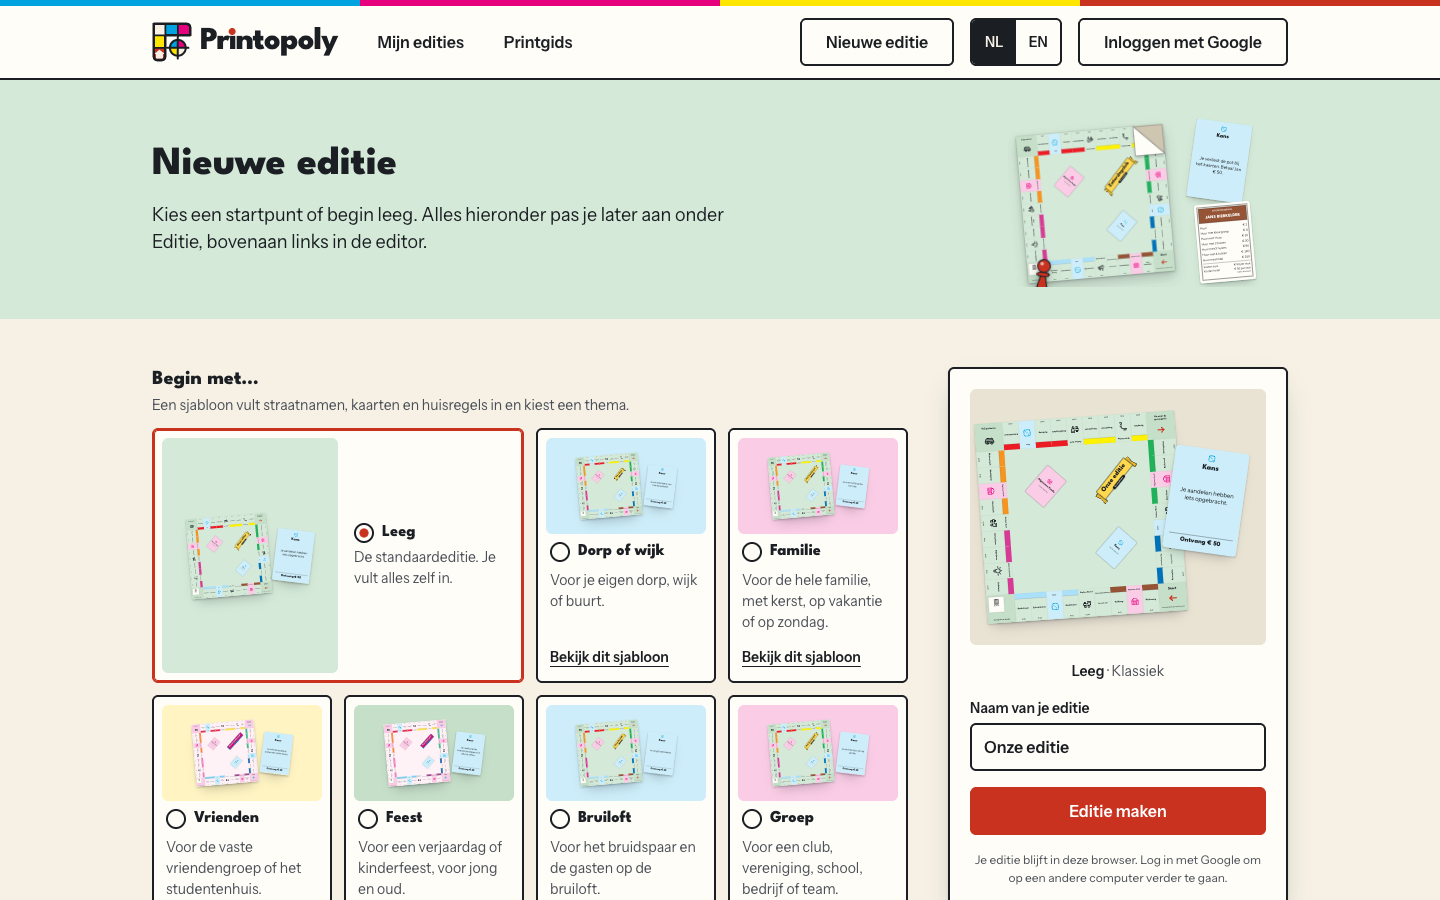 Printopoly
Mijn edities
Printgids
Nieuwe editie
NL
EN
Inloggen met Google
Nieuwe editie
Kies een startpunt of begin leeg. Alles hieronder pas je later aan onder
Editie, bovenaan links in de editor.
Kans
Begin met...
Een sjabloon vult straatnamen, kaarten en huisregels in en kiest een thema.
Leeg
De standaardeditie. Je
vult alles zelf in.
Dorp of wijk
Voor je eigen dorp, wijk
of buurt.
Bekijk dit sjabloon
Familie
Voor de hele familie,
met kerst, op vakantie
of op zondag.
Bekijk dit sjabloon
Vrienden
Voor de vaste
vriendengroep of het
studentenhuis.
Feest
Voor een verjaardag of
kinderfeest, voor jong
en oud.
Bruiloft
Voor het bruidspaar en
de gasten op de
bruiloft.
Groep
Voor een club,
vereniging, school,
bedrijf of team.
Onze editie
Kans
Je aandelen hebben
iets opgebracht.
Ontvang € 50
Leeg · Klassiek
Naam van je editie
Onze editie
Editie maken
Je editie blijft in deze browser. Log in met Google om
op een andere computer verder te gaan.